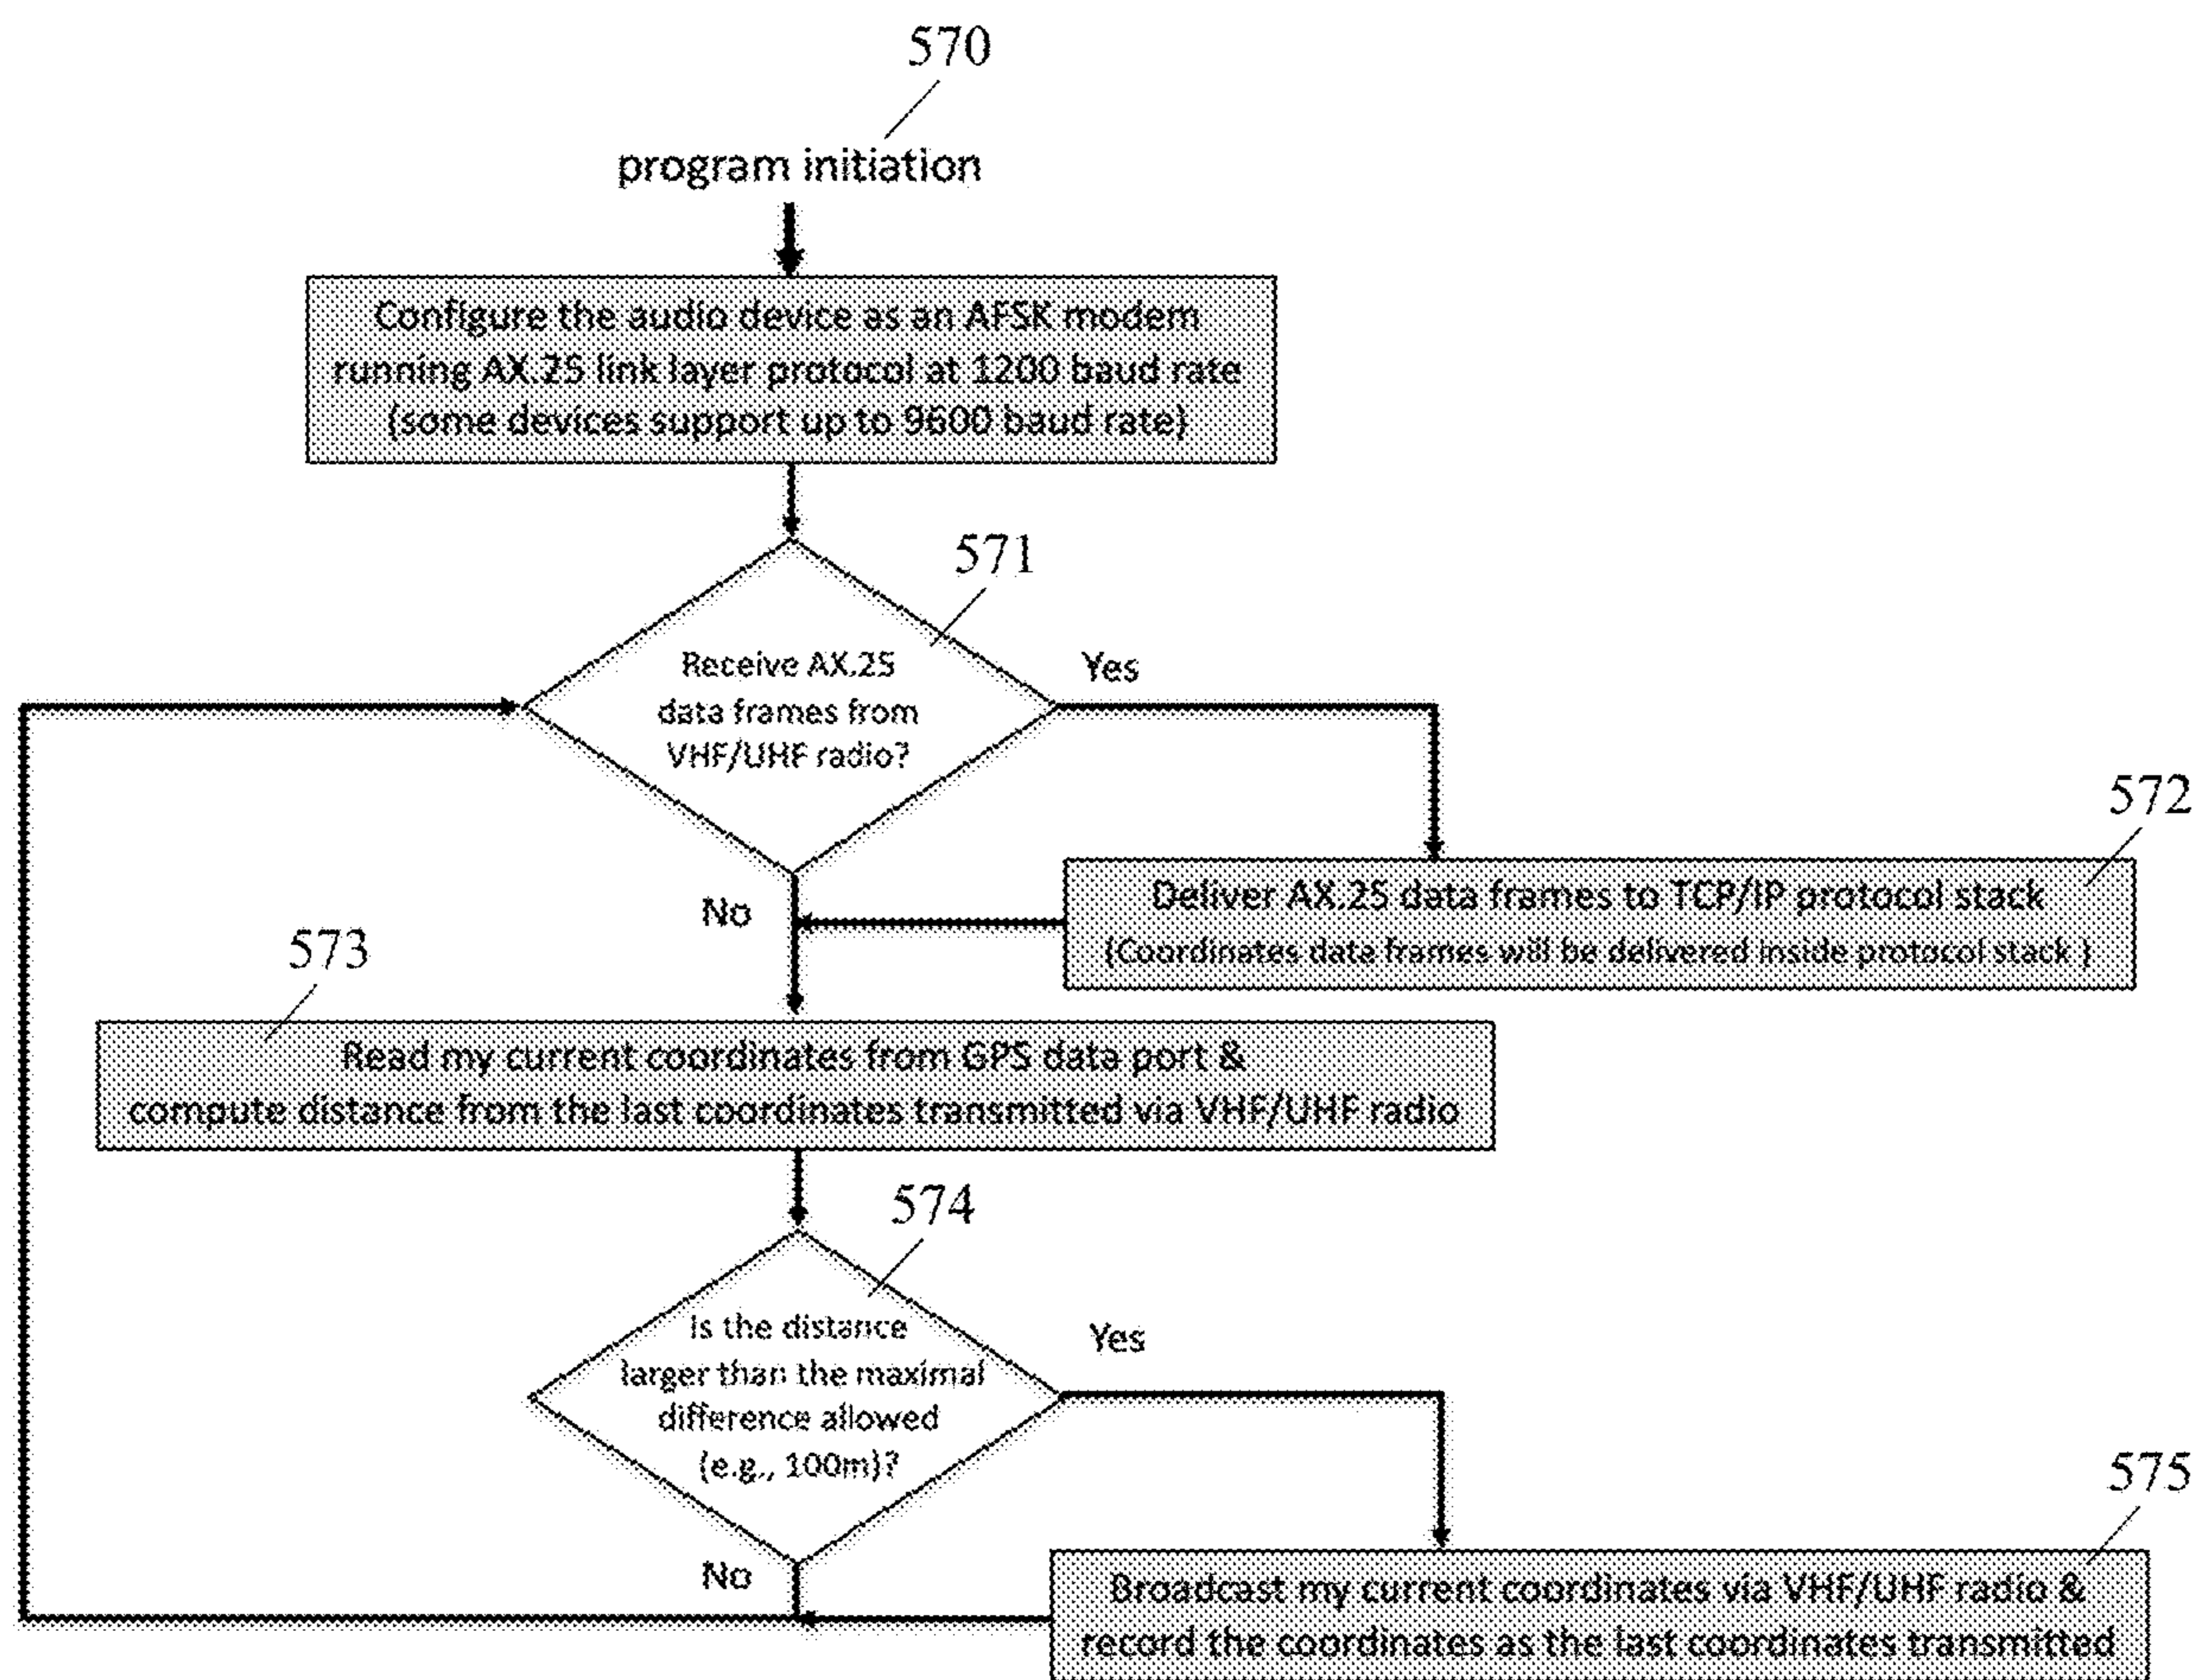 570
program initiation
Configure the audio device as an AFSK modem
running AX.25 link layer protocol at 1200 baud rate
(some devices support up to 9600 baud rate)
571
Receive AX.25
data frames from
VHF/UHF radio?
Yes
572
Deliver AX.25 data frames to TCP/IP protocol stack
(Coordinates data frames will be delivered inside protocol stack )
No
573
Read my current coordinates from GPS data port &
compute distance from the last coordinates transmitted via VHF/UHF radio
574
Is the distance
larger than the maximal
difference allowed
(e.g., 100m)?
Yes
575
No
Broadcast my current coordinates via VHF/UHF radio &
record the coordinates as the last coordinates transmitted